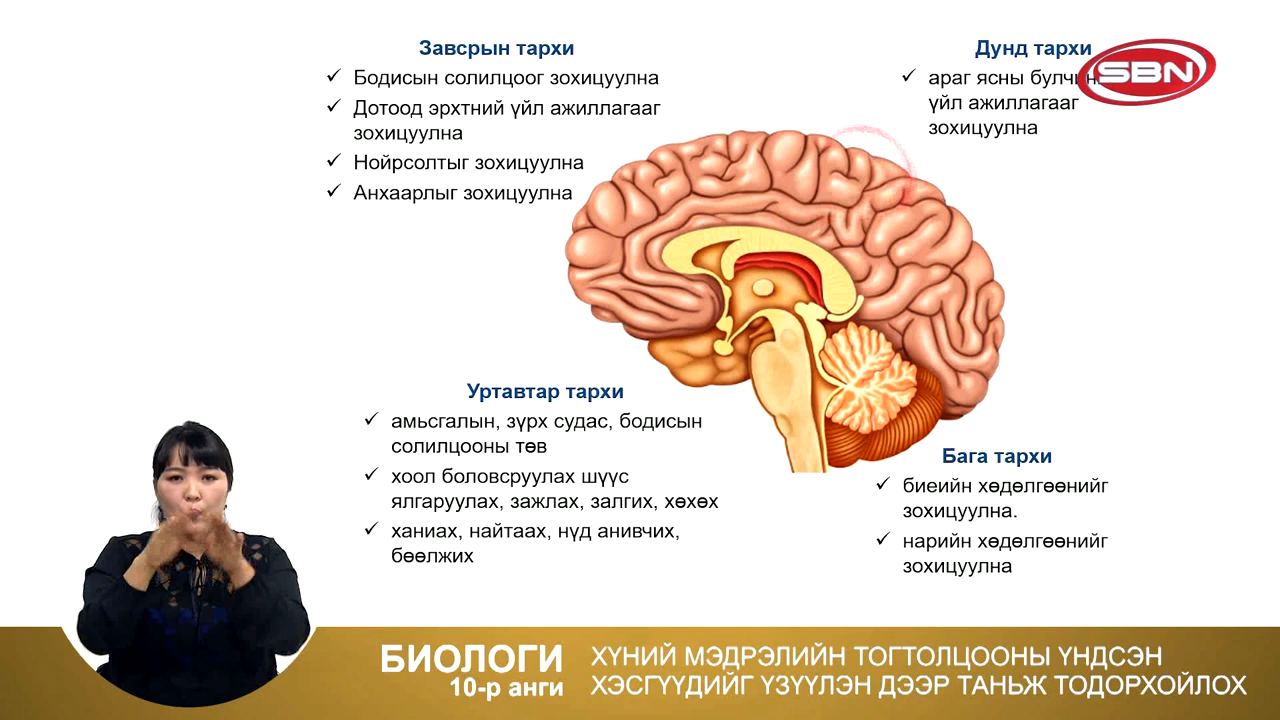 Завсрын тархи
✓ Бодисын солилцоог зохицуулна
✓ Дотоод эрхтний үйл ажиллагааг
зохицуулна
✓ Нойрсолтыг зохицуулна
✓ Анхаарлыг зохицуулна
Дунд тархи
✓ араг ясны
үйл ажиллагааг
зохицуулна
SBN
Уртавтар тархи
✓ амьсгалын, зүрх судас, бодисын
солилцооны төв
✓ хоол боловсруулах шүүс
ялгаруулах, зажлах, залгих, хөхөх
✓ ханиах, найтаах, нүд анивчих,
бөөлжих
Бага тархи
✓ биеийн хөдөлгөөнийг
зохицуулна.
✓ нарийн хөдөлгөөнийг
зохицуулна
БИОЛОГИ
10-р анги
ХҮНИЙ МЭДРЭЛИЙН ТОГТОЛЦООНЫ ҮНДСЭН
ХЭСГҮҮДИЙГ ҮЗҮҮЛЭН ДЭЭР ТАНЬЖ ТОДОРХОЙЛОХ